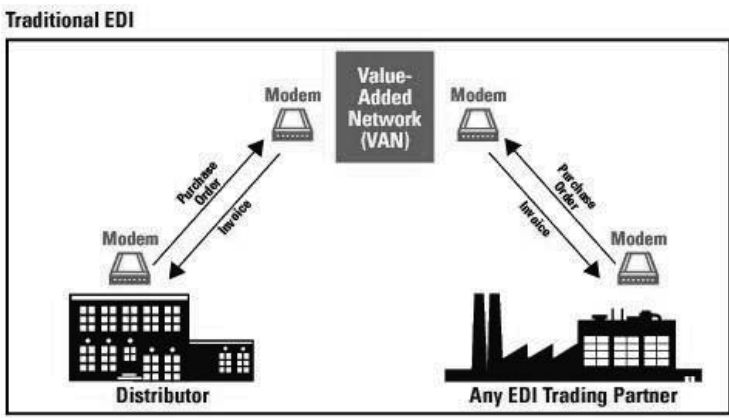 Traditional EDI
Value-
Added
Network
(VAN)
Modem
Modem
Purchase
Order
Invoice
Purchase
Order
Invoice
Modem
Modem
Distributor
Any EDI Trading Partner